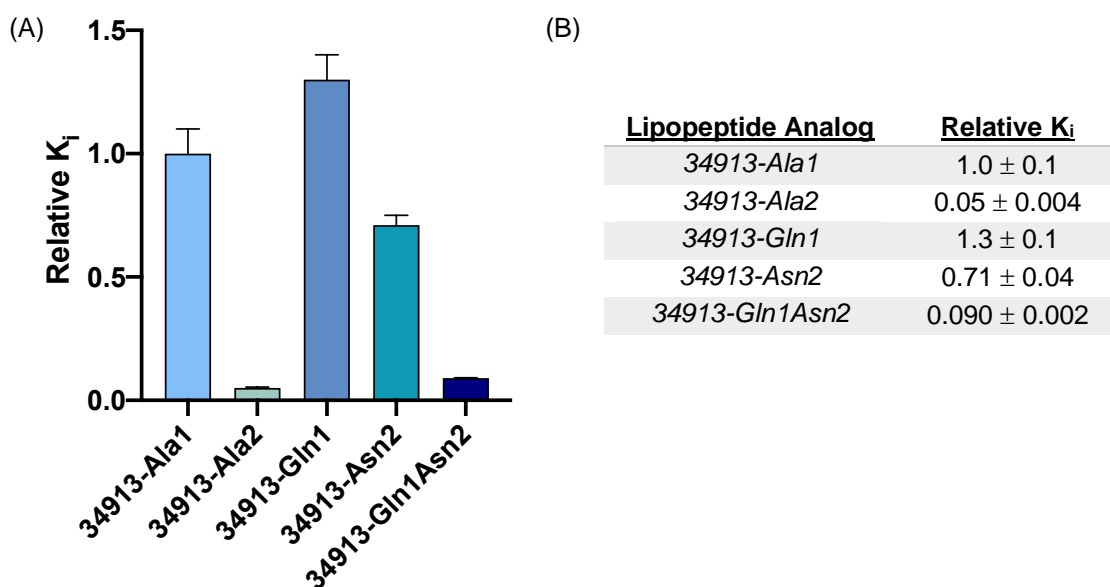 (A)
1.5
1.0
0.5
0.0
Relative Ki
34913-Ala1
34913-Ala2
34913-Gln1
34913-Asn2
34913-Gln1Asn2
(B)
Lipopeptide Analog Relative Ki
34913-Ala1 1.0 ± 0.1
34913-Ala2 0.05 ± 0.004
34913-Gln1 1.3 ± 0.1
34913-Asn2 0.71 ± 0.04
34913-Gln1Asn2 0.090 ± 0.002